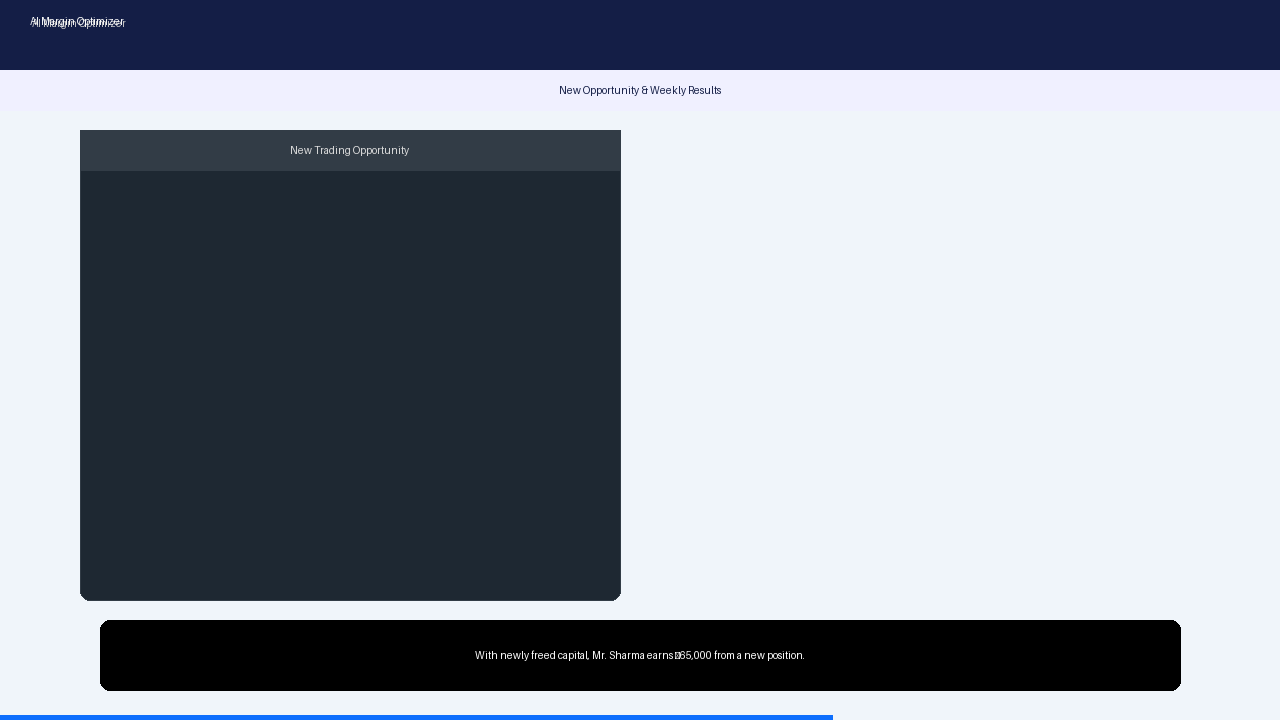 AI Margin Optimizer
New Opportunity & Weekly Results
New Trading Opportunity
With newly freed capital, Mr. Sharma earns 65,000 from a new position.